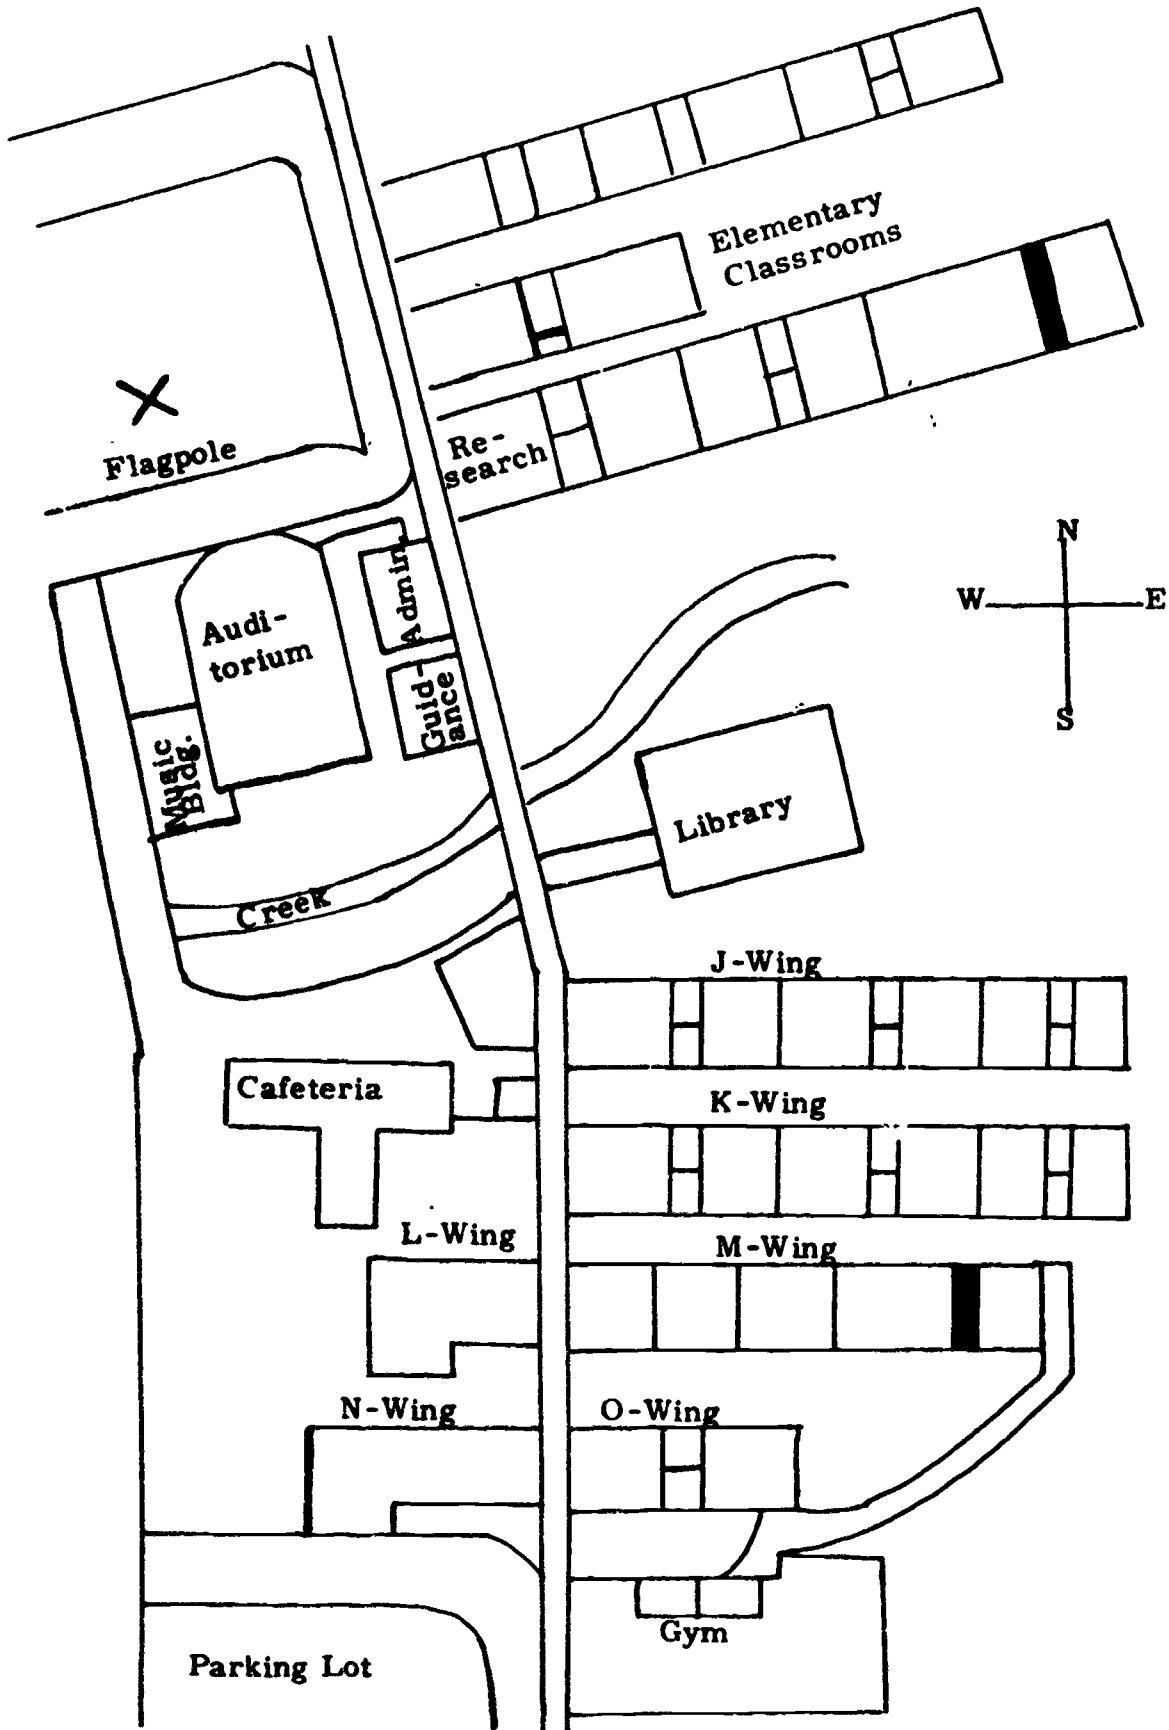 Elementary
Classrooms
Flagpole
Re-
search
N
W
E
S
Admin.
Audi-
torium
Guid-
ance
Music
Bldg.
Library
Creek
J-Wing
Cafeteria
K-Wing
L-Wing
M-Wing
N-Wing
O-Wing
Gym
Parking Lot